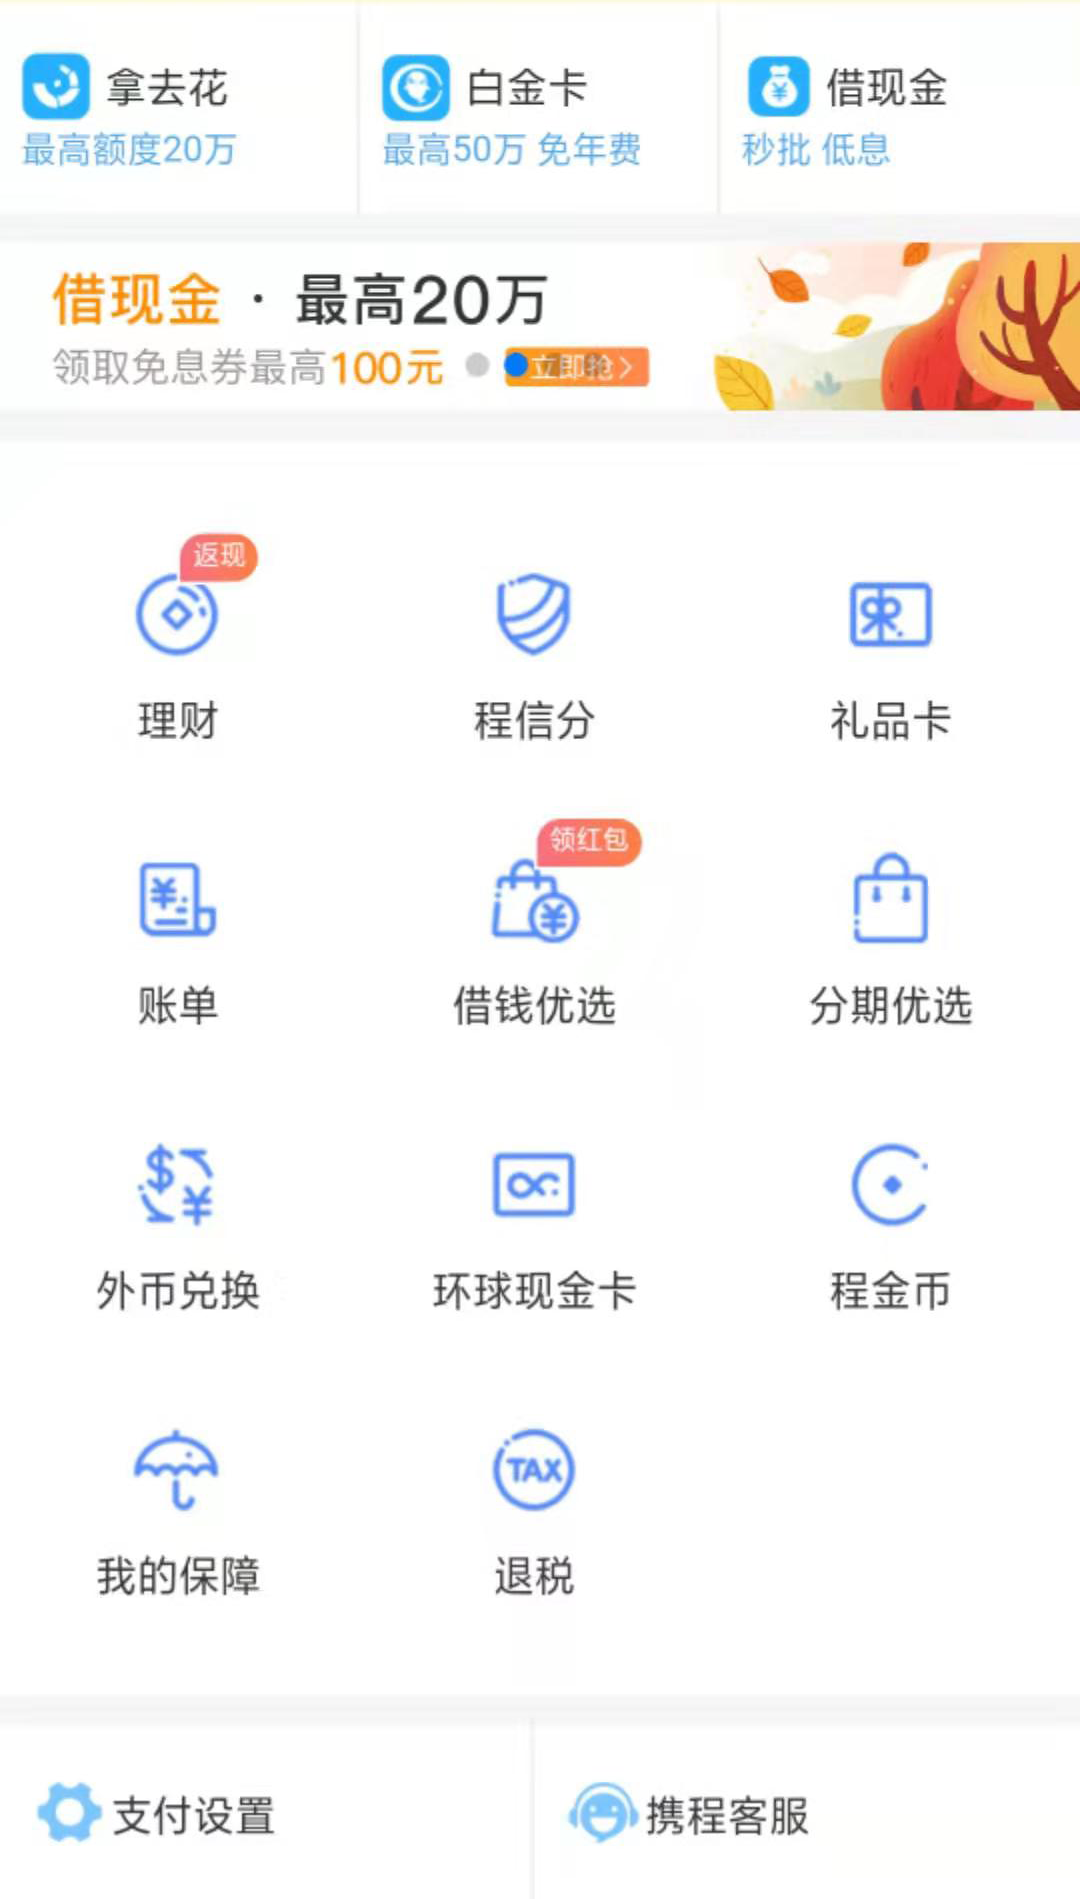 拿去花
最高额度20万
白金卡
最高50万 免年费
借现金
秒批 低息
借现金 · 最高20万
领取免息券最高100元
立即抢>
返现
理财
程信分
礼品卡
账单
领红包
借钱优选
分期优选
外币兑换
环球现金卡
程金币
我的保障
TAX
退税
支付设置
携程客服